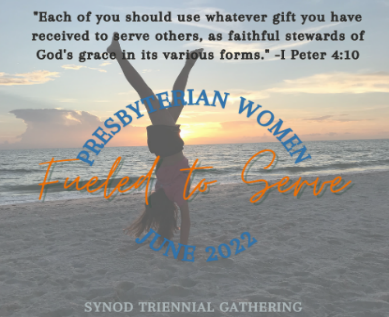 "Each of you should use whatever gift you have
received to serve others, as faithful stewards of
God's grace in its various forms." -I Peter 4:10
PRESBYTERIAN WOMEN
Fueled to Serve
JUNE 2022
SYNOD TRIENNIAL GATHERING